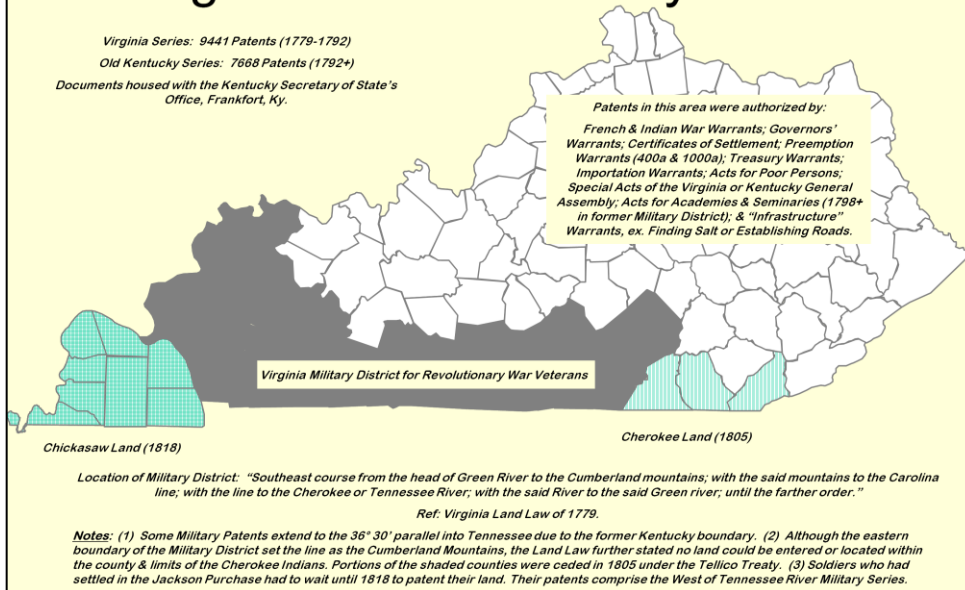 Virginia Series: 9441 Patents (1779-1792)
Old Kentucky Series: 7668 Patents (1792+)
Documents housed with the Kentucky Secretary of State's
Office, Frankfort, Ky.
Patents in this area were authorized by:
French & Indian War Warrants; Governors'
Warrants; Certificates of Settlement; Preemption
Warrants (400a & 1000a); Treasury Warrants;
Importation Warrants; Acts for Poor Persons;
Special Acts of the Virginia or Kentucky General
Assembly; Acts for Academies & Seminaries (1798+
in former Military District); & "Infrastructure"
Warrants, ex. Finding Salt or Establishing Roads.
Virginia Military District for Revolutionary War Veterans
Chickasaw Land (1818)
Cherokee Land (1805)
Location of Military District: "Southeast course from the head of Green River to the Cumberland mountains; with the said mountains to the Carolina
line; with the line to the Cherokee or Tennessee River; with the said River to the said Green river; until the farther order."
Ref: Virginia Land Law of 1779.
Notes: (1) Some Military Patents extend to the 36° 30' parallel into Tennessee due to the former Kentucky boundary. (2) Although the eastern
boundary of the Military District set the line as the Cumberland Mountains, the Land Law further stated no land could be entered or located within
the county & limits of the Cherokee Indians. Portions of the shaded counties were ceded in 1805 under the Tellico Treaty. (3) Soldiers who had
settled in the Jackson Purchase had to wait until 1818 to patent their land. Their patents comprise the West of Tennessee River Military Series.